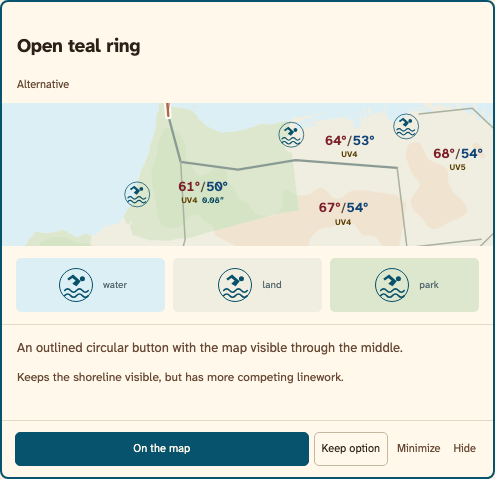 Open teal ring
Alternative
64°/53°
UV4
68°/54°
UV5
61°/50°
UV4 0.08"
67°/54°
UV4
water
land
park
An outlined circular button with the map visible through the middle.
Keeps the shoreline visible, but has more competing linework.
On the map
Keep option
Minimize
Hide